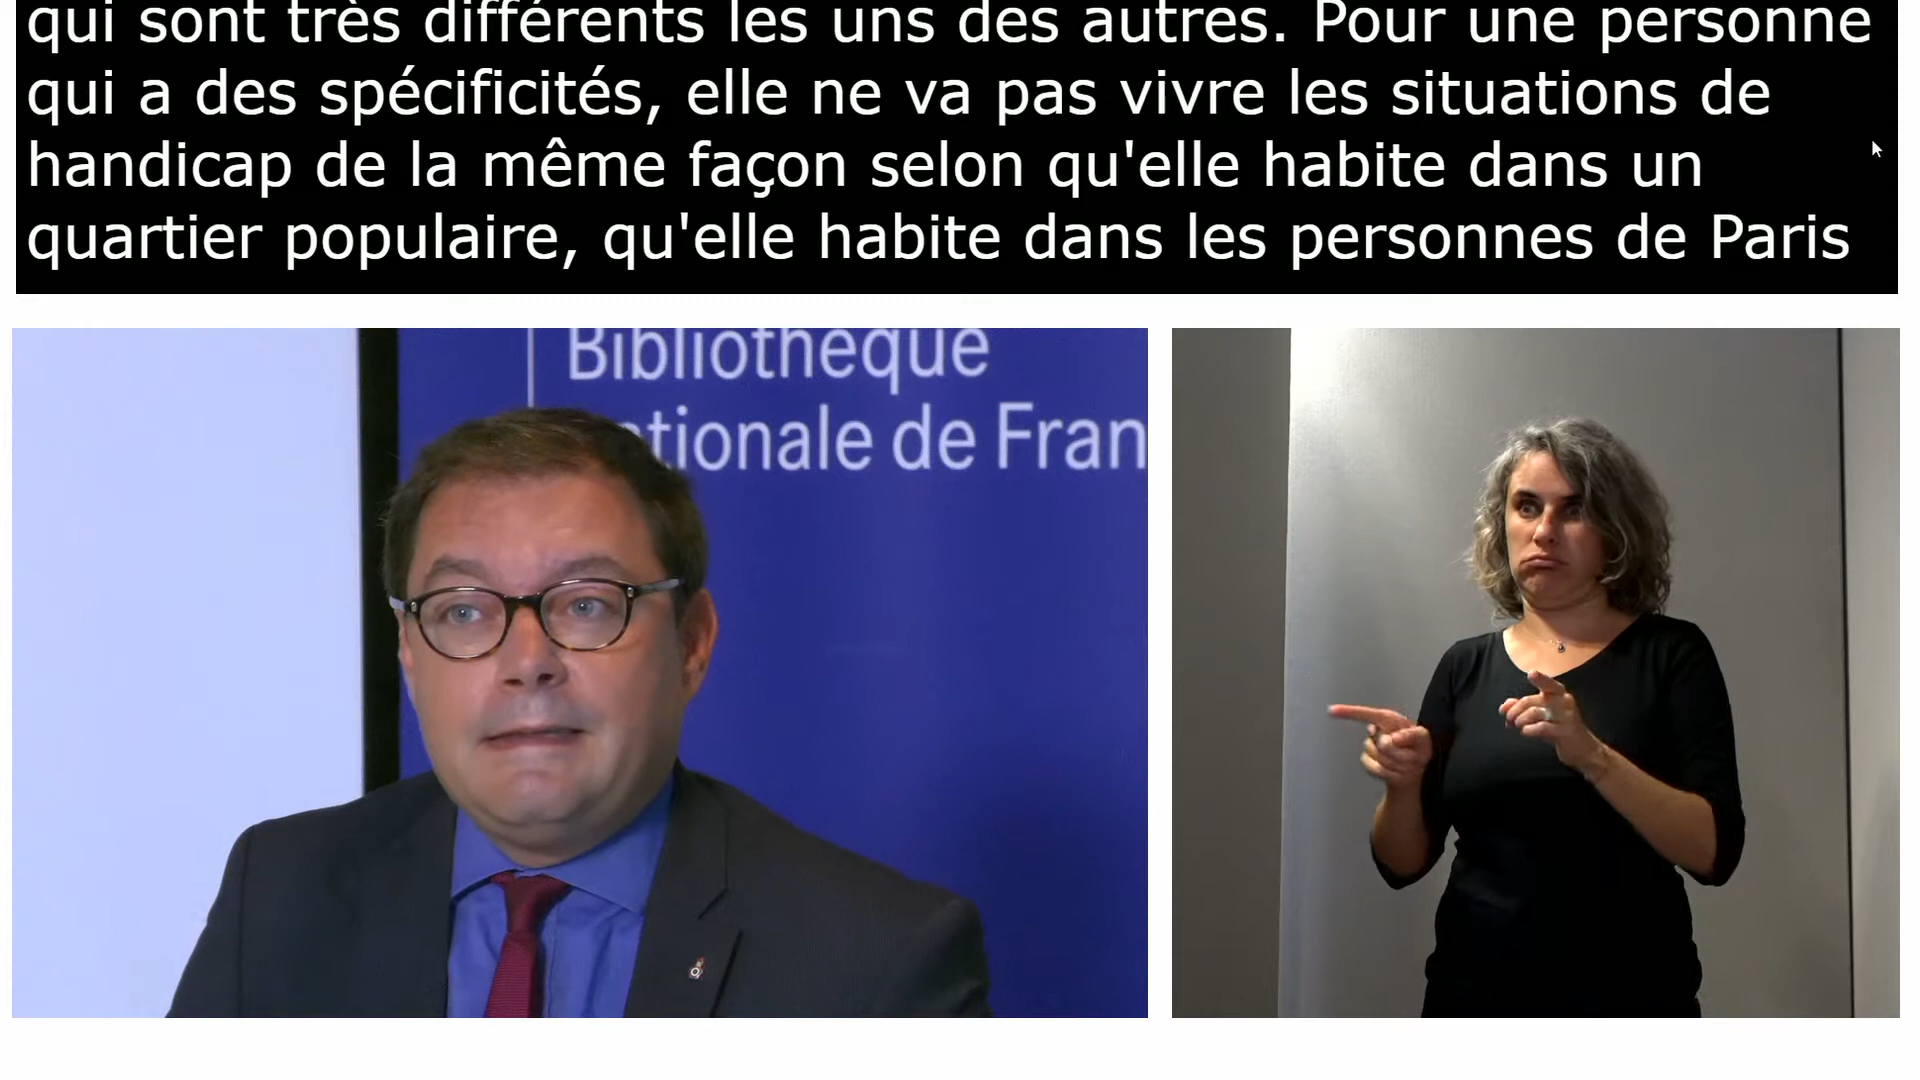 qui sont très différents les uns des autres. Pour une personne
qui a des spécificités, elle ne va pas vivre les situations de
handicap de la même façon selon qu'elle habite dans un
quartier populaire, qu'elle habite dans les personnes de Paris
Bibliothèque
ationale de Fran